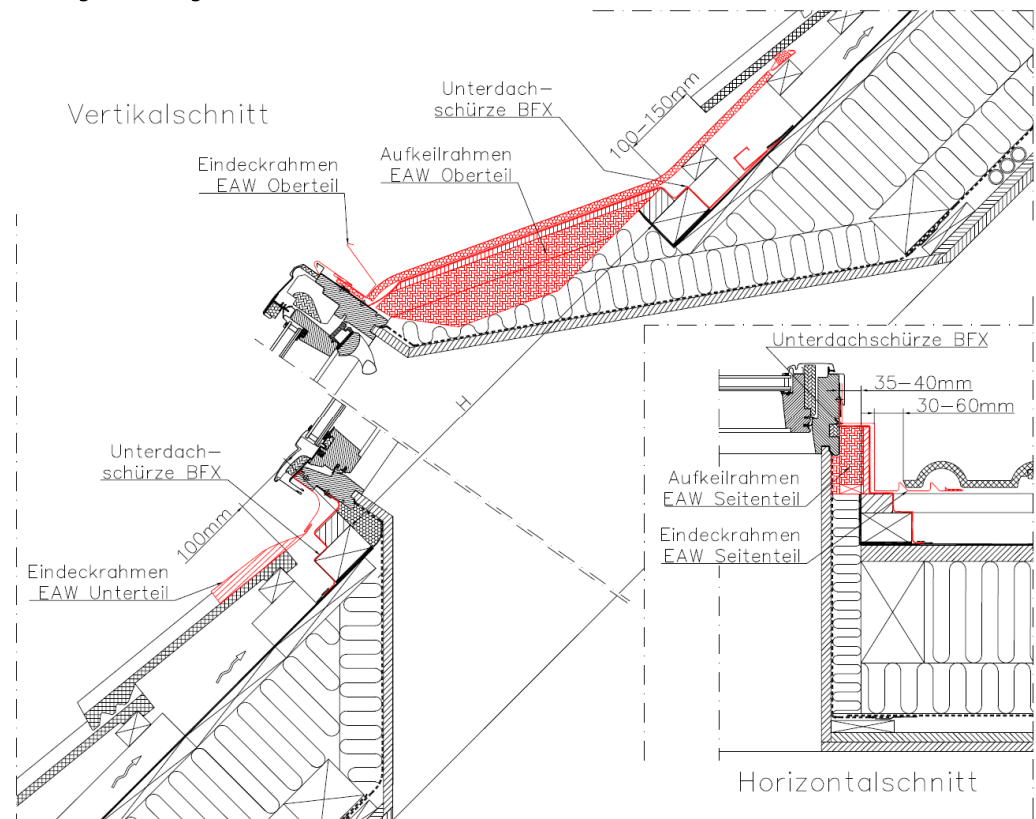 Vertikalschnitt
Unterdach-
schürze BFX
100-150mm
Eindeckrahmen
EAW Oberteil
Aufkeilrahmen
EAW Oberteil
H
Unterdach-
schürze BFX
100mm
Eindeckrahmen
EAW Unterteil
Unterdachschürze BFX
35-40mm
30-60mm
Aufkeilrahmen
EAW Seitenteil
Eindeckrahmen
EAW Seitenteil
Horizontalschnitt